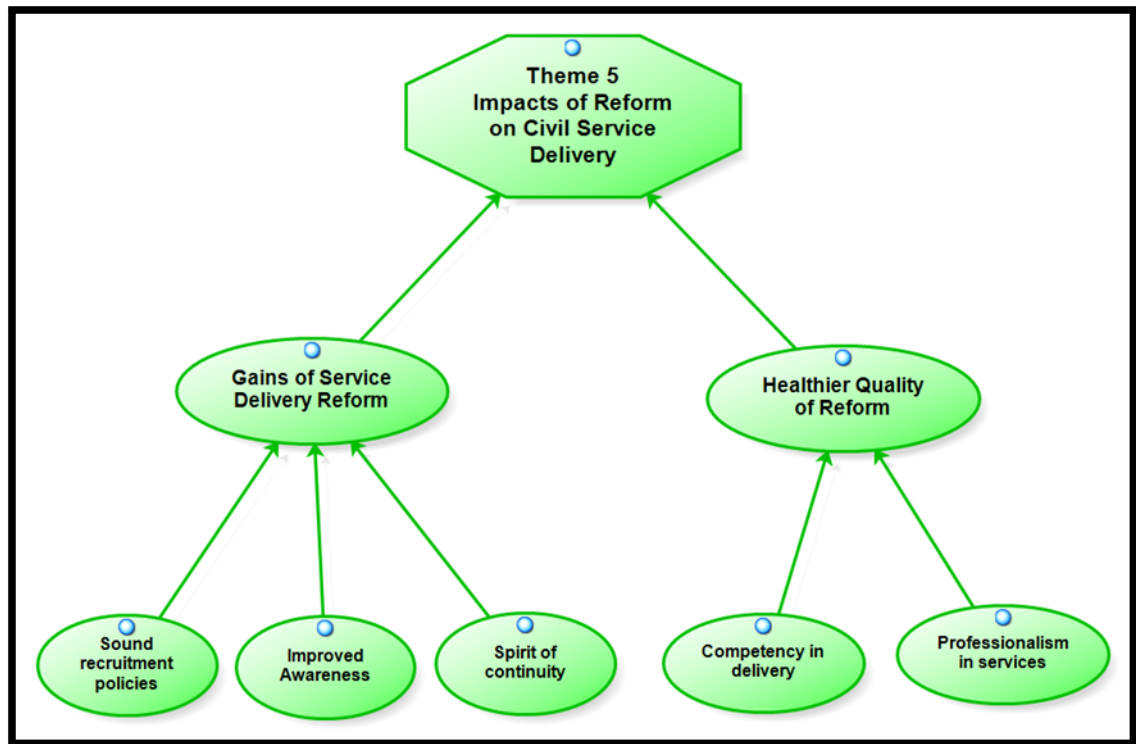 Theme 5
Impacts of Reform
on Civil Service
Delivery
Gains of Service
Delivery Reform
Healthier Quality
of Reform
Sound
recruitment
policies
Improved
Awareness
Spirit of
continuity
Competency in
delivery
Professionalism
in services